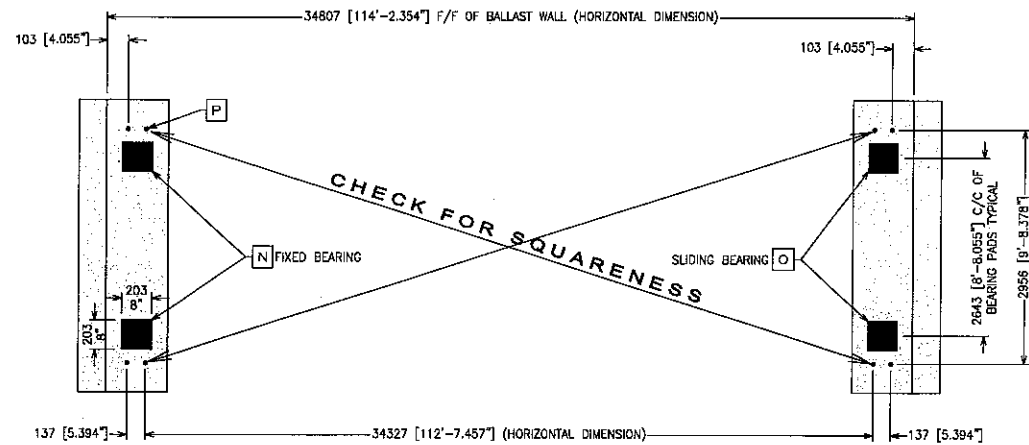 34807 [114'-2.354"] F/F OF BALLAST WALL (HORIZONTAL DIMENSION)
103 [4.055"]
103 [4.055"]
P
CHECK FOR SQUARENESS
N FIXED BEARING
SLIDING BEARING O
203
8"
203
8"
2643 [8'-8.055"] C/C OF
BEARING PADS TYPICAL
2956 [9'-8.378"]
137 [5.394"]
34327 [112'-7.457"] (HORIZONTAL DIMENSION)
137 [5.394"]